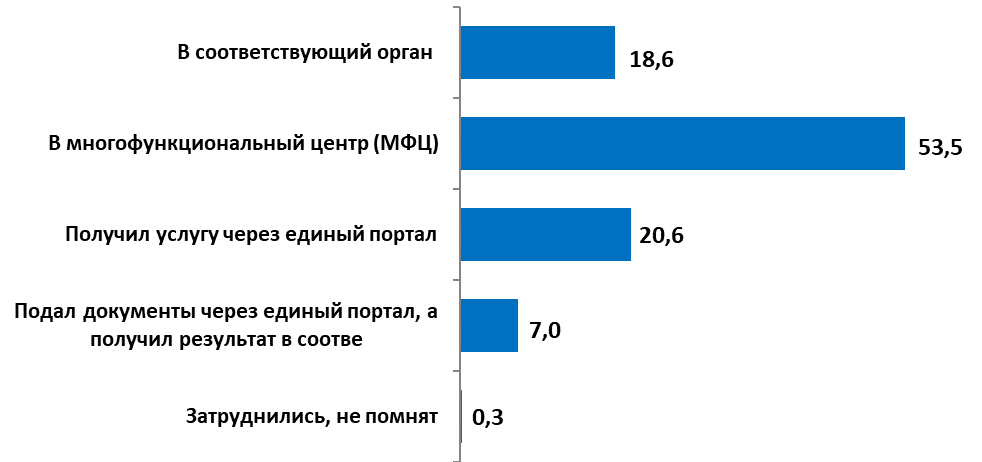 В соответствующий орган
18,6
В многофункциональный центр (МФЦ)
53,5
Получил услугу через единый портал
20,6
Подал документы через единый портал, а
получил результат в соотве
7,0
Затруднились, не помнят
0,3